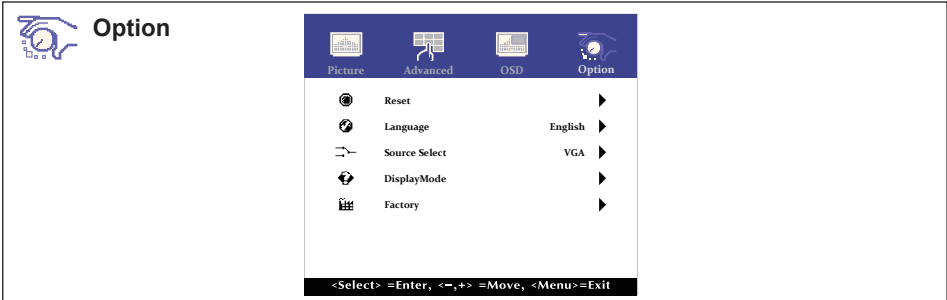 Option
Picture Advanced OSD Option
Reset
Language English
Source Select VGA
DisplayMode
Factory
<Select> =Enter, <−,+> =Move, <Menu>=Exit